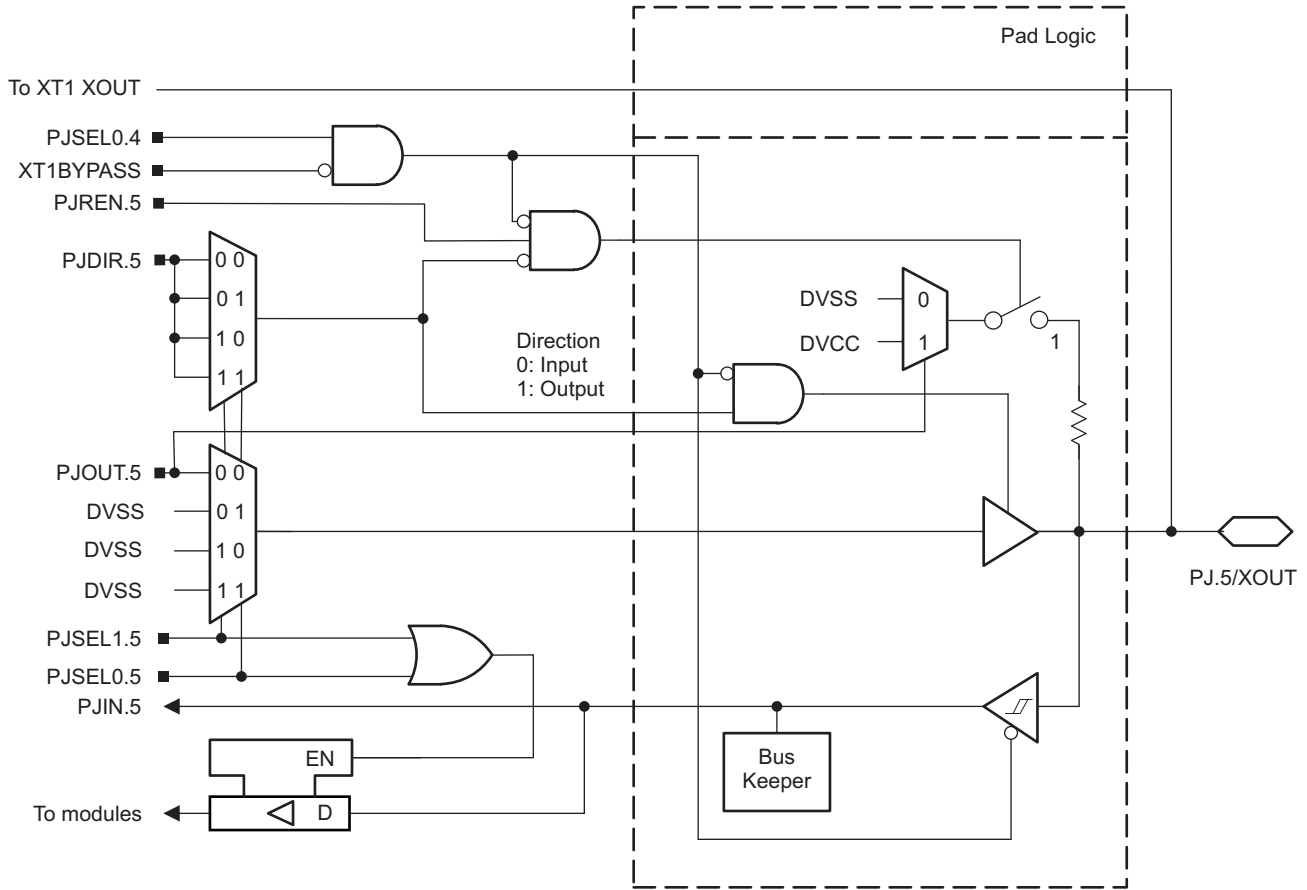 Pad Logic
To XT1 XOUT
PJSEL0.4
XT1BYPASS
PJREN.5
PJDIR.5
0 0
0 1
1 0
1 1
Direction
0: Input
1: Output
DVSS
0
DVCC
1
1
PJOUT.5
0 0
DVSS
0 1
DVSS
1 0
DVSS
1 1
PJ.5/XOUT
PJSEL1.5
PJSEL0.5
PJIN.5
Bus
Keeper
EN
To modules
D